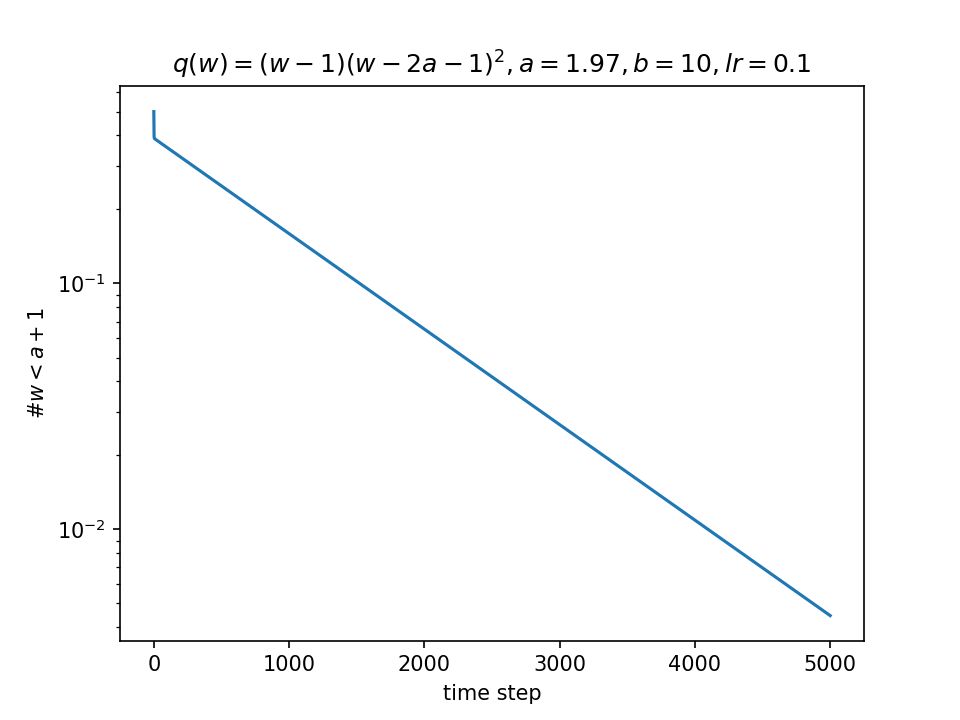 q(w) = (w − 1)(w − 2a − 1)², a = 1.97, b = 10, lr = 0.1
#w < a + 1
10⁻¹
10⁻²
0 1000 2000 3000 4000 5000
time step